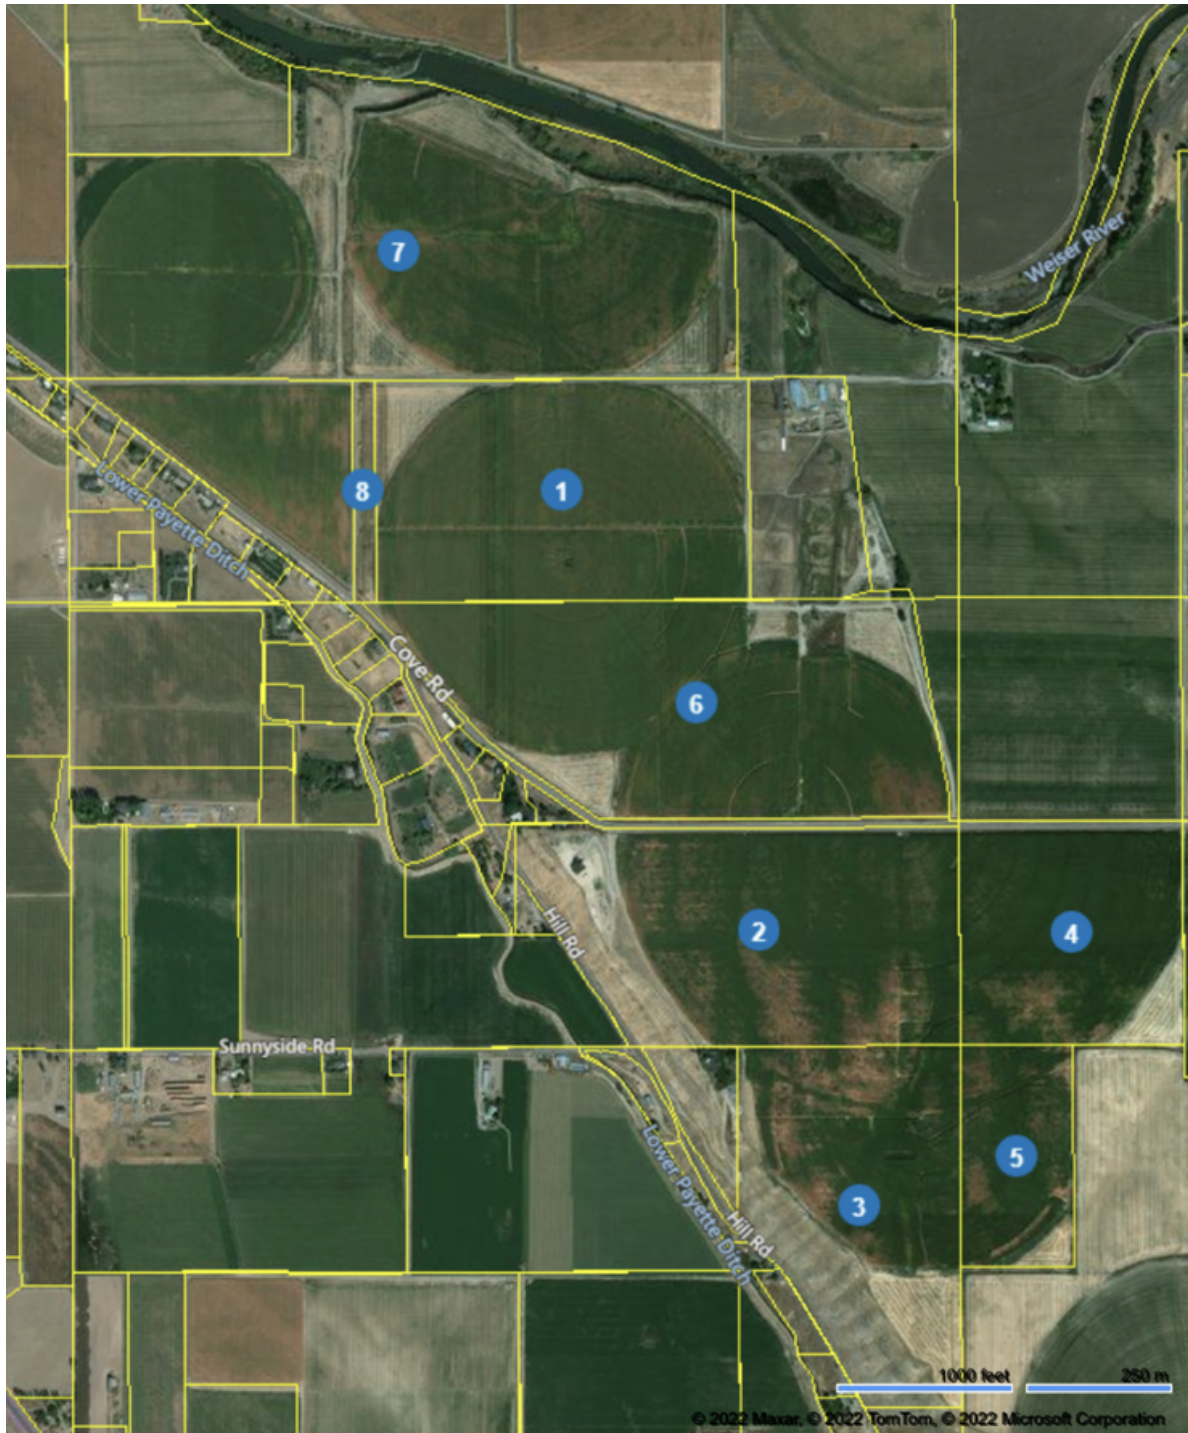 Weiser River
7
Lower Payette Ditch
8
1
Cove Rd
6
Hill Rd
2
4
Sunnyside Rd
5
3
Lower Payette Ditch
Hill Rd
1000 feet
250 m
© 2022 Maxar, © 2022 TomTom, © 2022 Microsoft Corporation